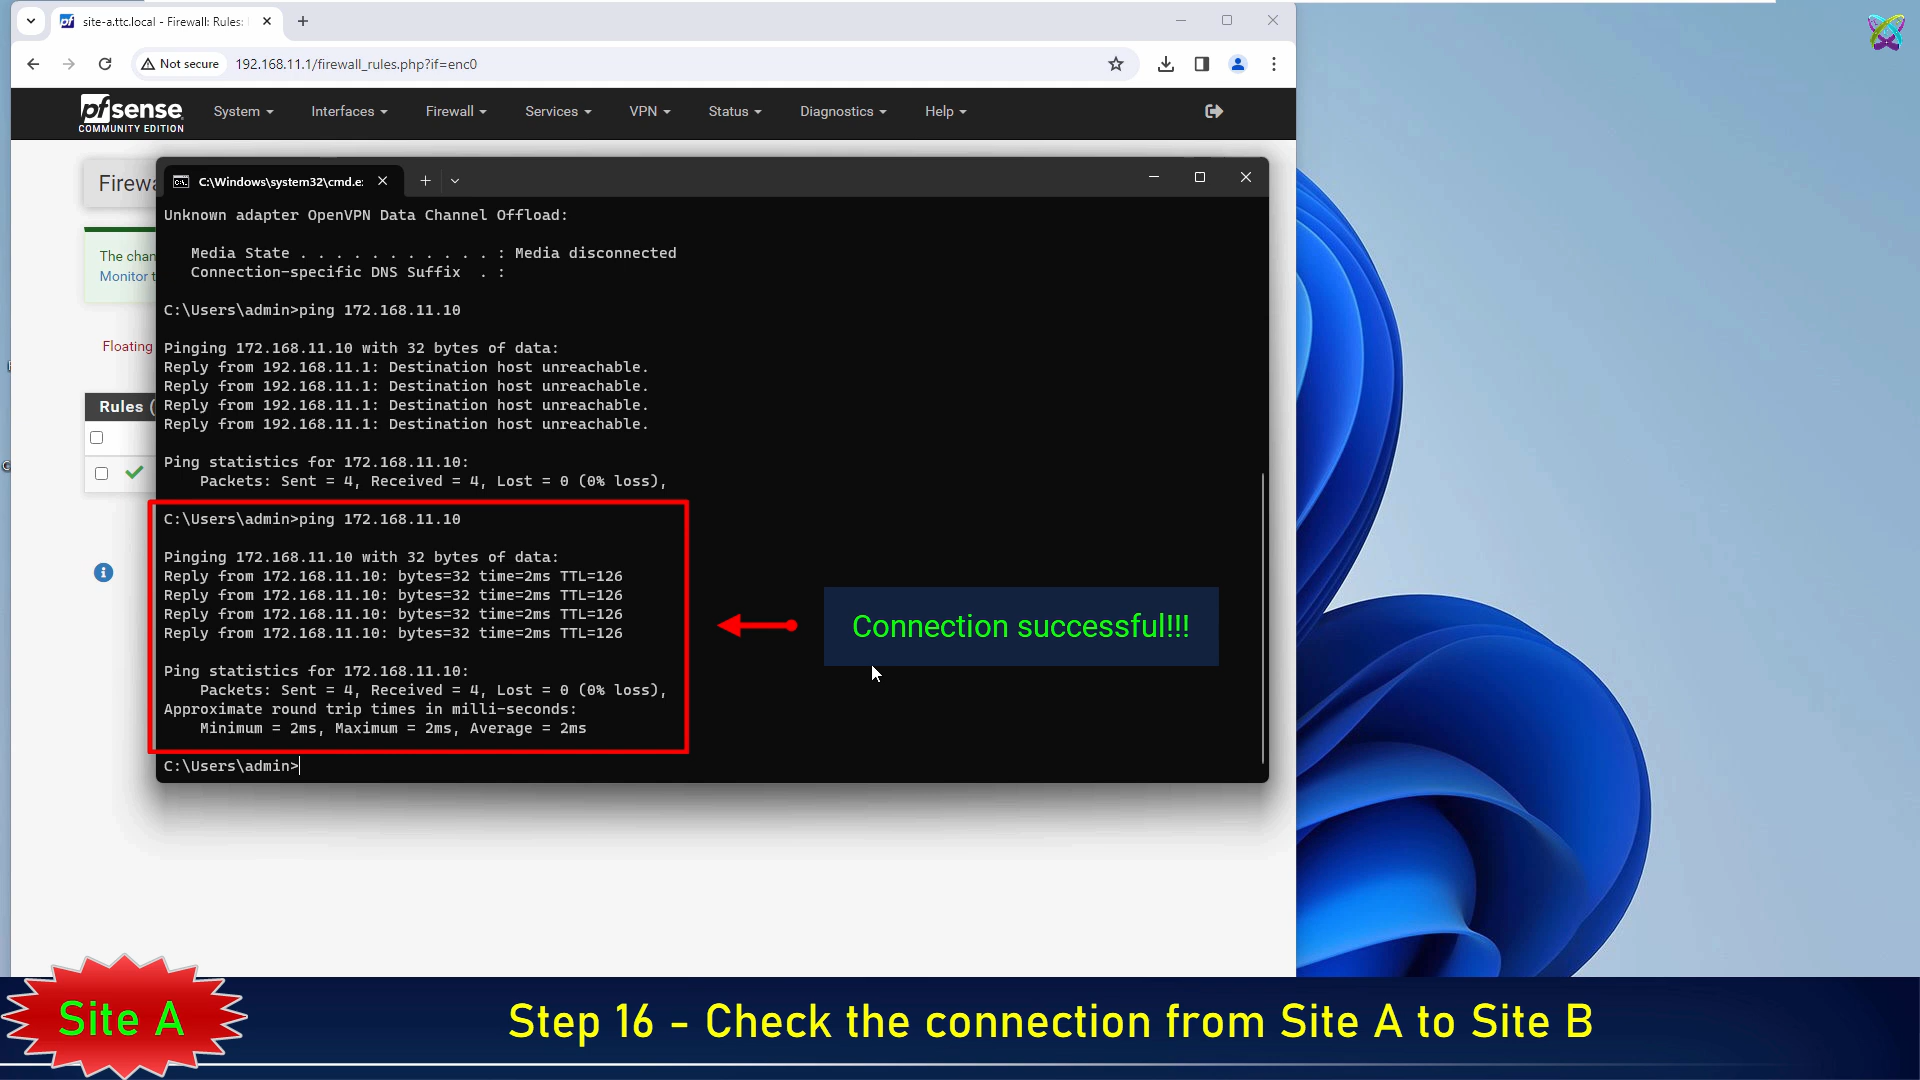 site-a.ttc.local - Firewall: Rules:
Not secure
192.168.11.1/firewall_rules.php?if=enc0
pfsense
COMMUNITY EDITION
System
Interfaces
Firewall
Services
VPN
Status
Diagnostics
Help
Firewa
C:\Windows\system32\cmd.e:
The chan
Monitor t
Floating
Rules (
Unknown adapter OpenVPN Data Channel Offload:
Media State . . . . . . . . . . . : Media disconnected
Connection-specific DNS Suffix  . :
C:\Users\admin>ping 172.168.11.10
Pinging 172.168.11.10 with 32 bytes of data:
Reply from 192.168.11.1: Destination host unreachable.
Reply from 192.168.11.1: Destination host unreachable.
Reply from 192.168.11.1: Destination host unreachable.
Reply from 192.168.11.1: Destination host unreachable.
Ping statistics for 172.168.11.10:
Packets: Sent = 4, Received = 4, Lost = 0 (0% loss),
C:\Users\admin>ping 172.168.11.10
Pinging 172.168.11.10 with 32 bytes of data:
Reply from 172.168.11.10: bytes=32 time=2ms TTL=126
Reply from 172.168.11.10: bytes=32 time=2ms TTL=126
Reply from 172.168.11.10: bytes=32 time=2ms TTL=126
Reply from 172.168.11.10: bytes=32 time=2ms TTL=126
Ping statistics for 172.168.11.10:
Packets: Sent = 4, Received = 4, Lost = 0 (0% loss),
Approximate round trip times in milli-seconds:
Minimum = 2ms, Maximum = 2ms, Average = 2ms
C:\Users\admin>
Connection successful!!!
Site A
Step 16 - Check the connection from Site A to Site B